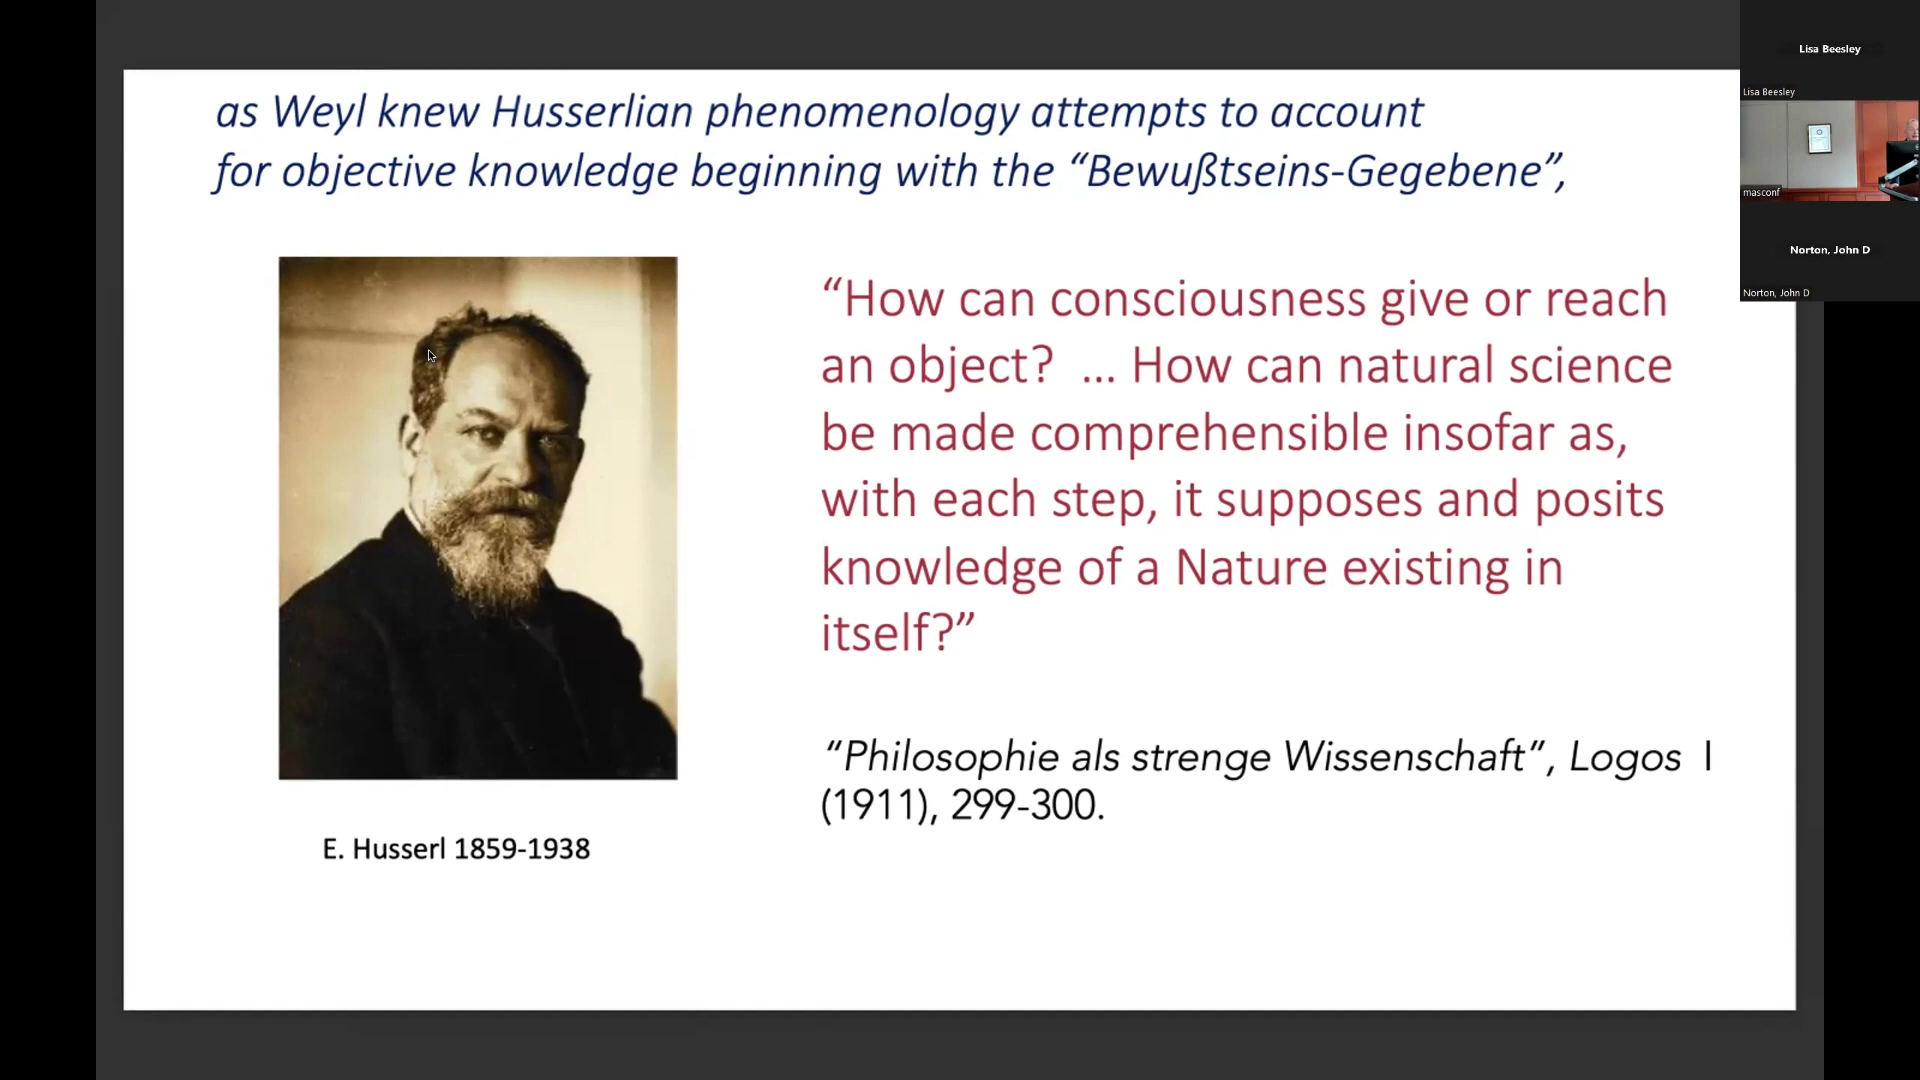 as Weyl knew Husserlian phenomenology attempts to account
for objective knowledge beginning with the “Bewußtseins-Gegebene”,
“How can consciousness give or reach
an object?  ... How can natural science
be made comprehensible insofar as,
with each step, it supposes and posits
knowledge of a Nature existing in
itself?”
“Philosophie als strenge Wissenschaft”, Logos I
(1911), 299-300.
E. Husserl 1859-1938
Lisa Beesley
Lisa Beesley
masconf
Norton, John D
Norton, John D